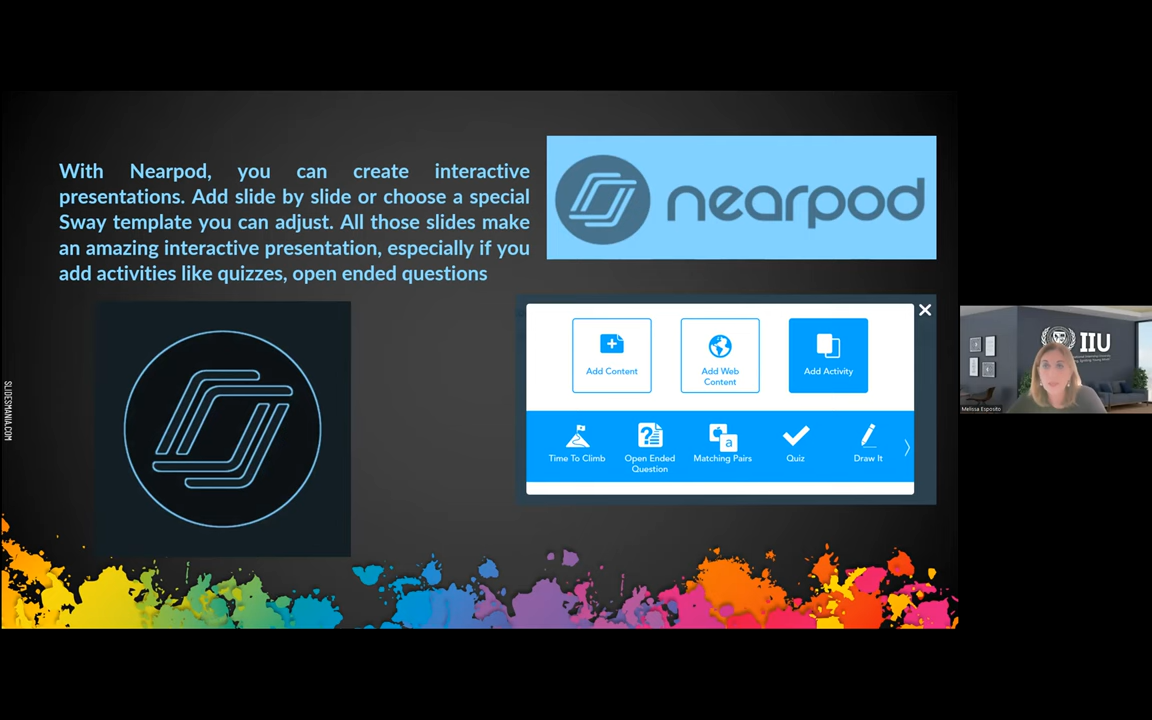 With Nearpod, you can create interactive
presentations. Add slide by slide or choose a special
Sway template you can adjust. All those slides make
an amazing interactive presentation, especially if you
add activities like quizzes, open ended questions
nearpod
Add Content
Add Web
Content
Add Activity
Time To Climb
Open Ended
Question
Matching Pairs
a
Quiz
Draw It
SLIDESMANIA.COM
IIU
Melissa Esposito